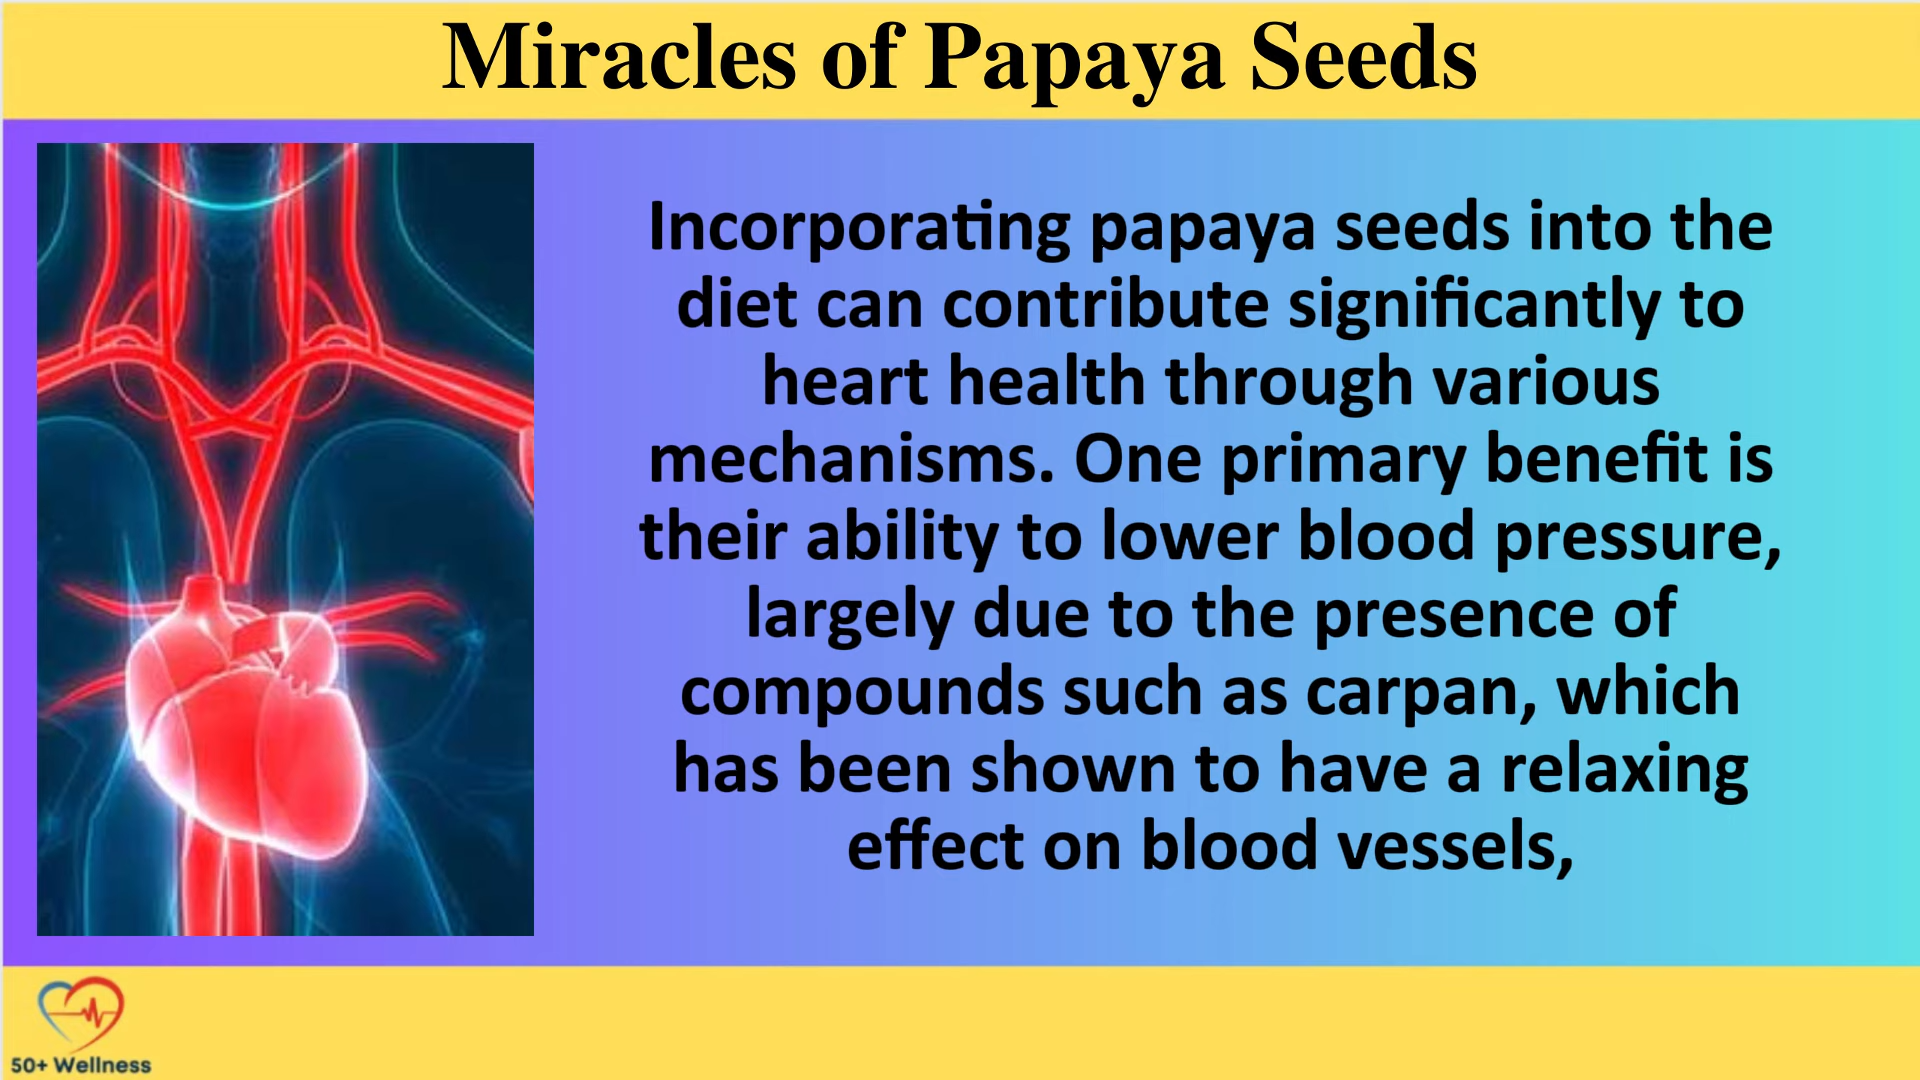 Miracles of Papaya Seeds
Incorporating papaya seeds into the
diet can contribute significantly to
heart health through various
mechanisms. One primary benefit is
their ability to lower blood pressure,
largely due to the presence of
compounds such as carpan, which
has been shown to have a relaxing
effect on blood vessels,
50+ Wellness